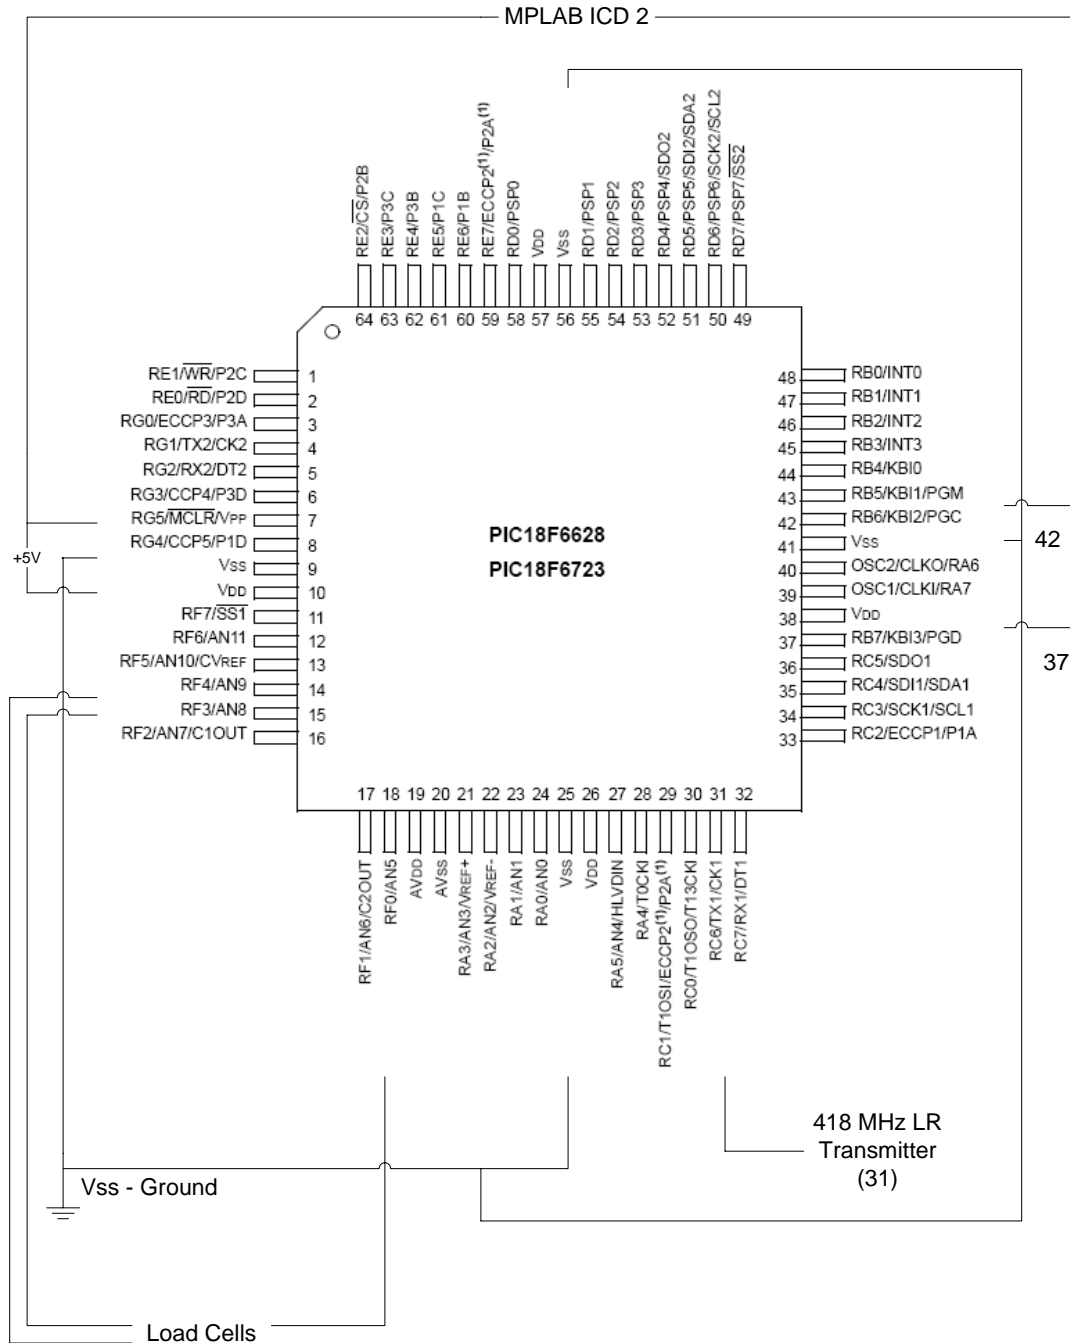 MPLAB ICD 2
RE2/CS/P2B
RE3/P3C
RE4/P3B
RE5/P1C
RE6/P1B
RE7/ECCP2(1)/P2A(1)
RD0/PSP0
VDD
VSS
RD1/PSP1
RD2/PSP2
RD3/PSP3
RD4/PSP4/SDO2
RD5/PSP5/SDI2/SDA2
RD6/PSP6/SCK2/SCL2
RD7/PSP7/SS2
64 63 62 61 60 59 58 57 56 55 54 53 52 51 50 49
RE1/WR/P2C 1
RE0/RD/P2D 2
RG0/ECCP3/P3A 3
RG1/TX2/CK2 4
RG2/RX2/DT2 5
RG3/CCP4/P3D 6
RG5/MCLR/VPP 7
RG4/CCP5/P1D 8
VSS 9
VDD 10
RF7/SS1 11
RF6/AN11 12
RF5/AN10/CVREF 13
RF4/AN9 14
RF3/AN8 15
RF2/AN7/C1OUT 16
+5V
PIC18F6628
PIC18F6723
48 RB0/INT0
47 RB1/INT1
46 RB2/INT2
45 RB3/INT3
44 RB4/KBI0
43 RB5/KBI1/PGM
42 RB6/KBI2/PGC
41 VSS
40 OSC2/CLKO/RA6
39 OSC1/CLKI/RA7
38 VDD
37 RB7/KBI3/PGD
36 RC5/SDO1
35 RC4/SDI1/SDA1
34 RC3/SCK1/SCL1
33 RC2/ECCP1/P1A
42
37
17 18 19 20 21 22 23 24 25 26 27 28 29 30 31 32
RF1/AN6/C2OUT
RF0/AN5
AVDD
AVSS
RA3/AN3/VREF+
RA2/AN2/VREF-
RA1/AN1
RA0/AN0
VSS
VDD
RA5/AN4/HLVDIN
RA4/T0CKI
RC1/T1OSI/ECCP2(1)/P2A(1)
RC0/T1OSO/T13CKI
RC6/TX1/CK1
RC7/RX1/DT1
418 MHz LR
Transmitter
(31)
Vss - Ground
Load Cells